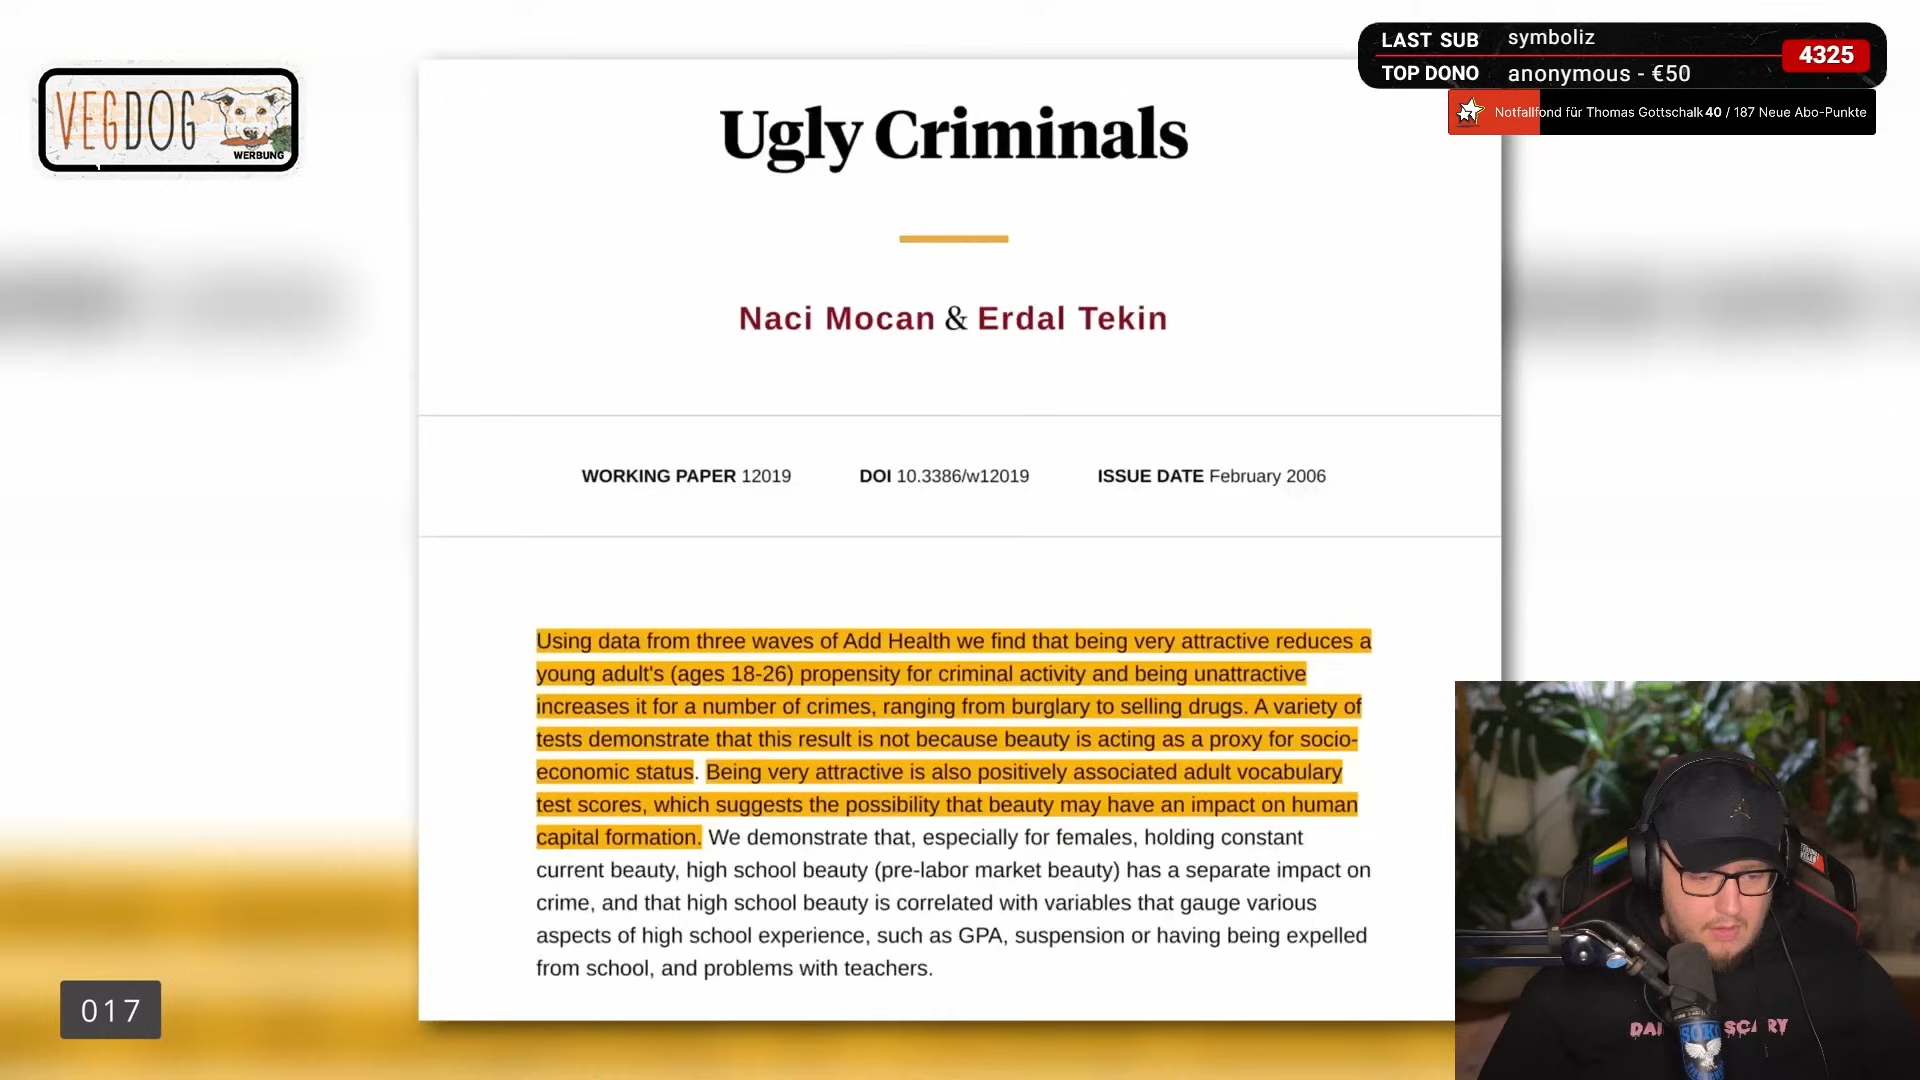 VEGDOG
WERBUNG
LAST SUB symboliz
TOP DONO anonymous - €50
4325
Notfallfond für Thomas Gottschalk 40 / 187 Neue Abo-Punkte
Ugly Criminals
Naci Mocan & Erdal Tekin
WORKING PAPER 12019 DOI 10.3386/w12019 ISSUE DATE February 2006
Using data from three waves of Add Health we find that being very attractive reduces a
young adult's (ages 18-26) propensity for criminal activity and being unattractive
increases it for a number of crimes, ranging from burglary to selling drugs. A variety of
tests demonstrate that this result is not because beauty is acting as a proxy for socio-
economic status. Being very attractive is also positively associated adult vocabulary
test scores, which suggests the possibility that beauty may have an impact on human
capital formation. We demonstrate that, especially for females, holding constant
current beauty, high school beauty (pre-labor market beauty) has a separate impact on
crime, and that high school beauty is correlated with variables that gauge various
aspects of high school experience, such as GPA, suspension or having being expelled
from school, and problems with teachers.
017